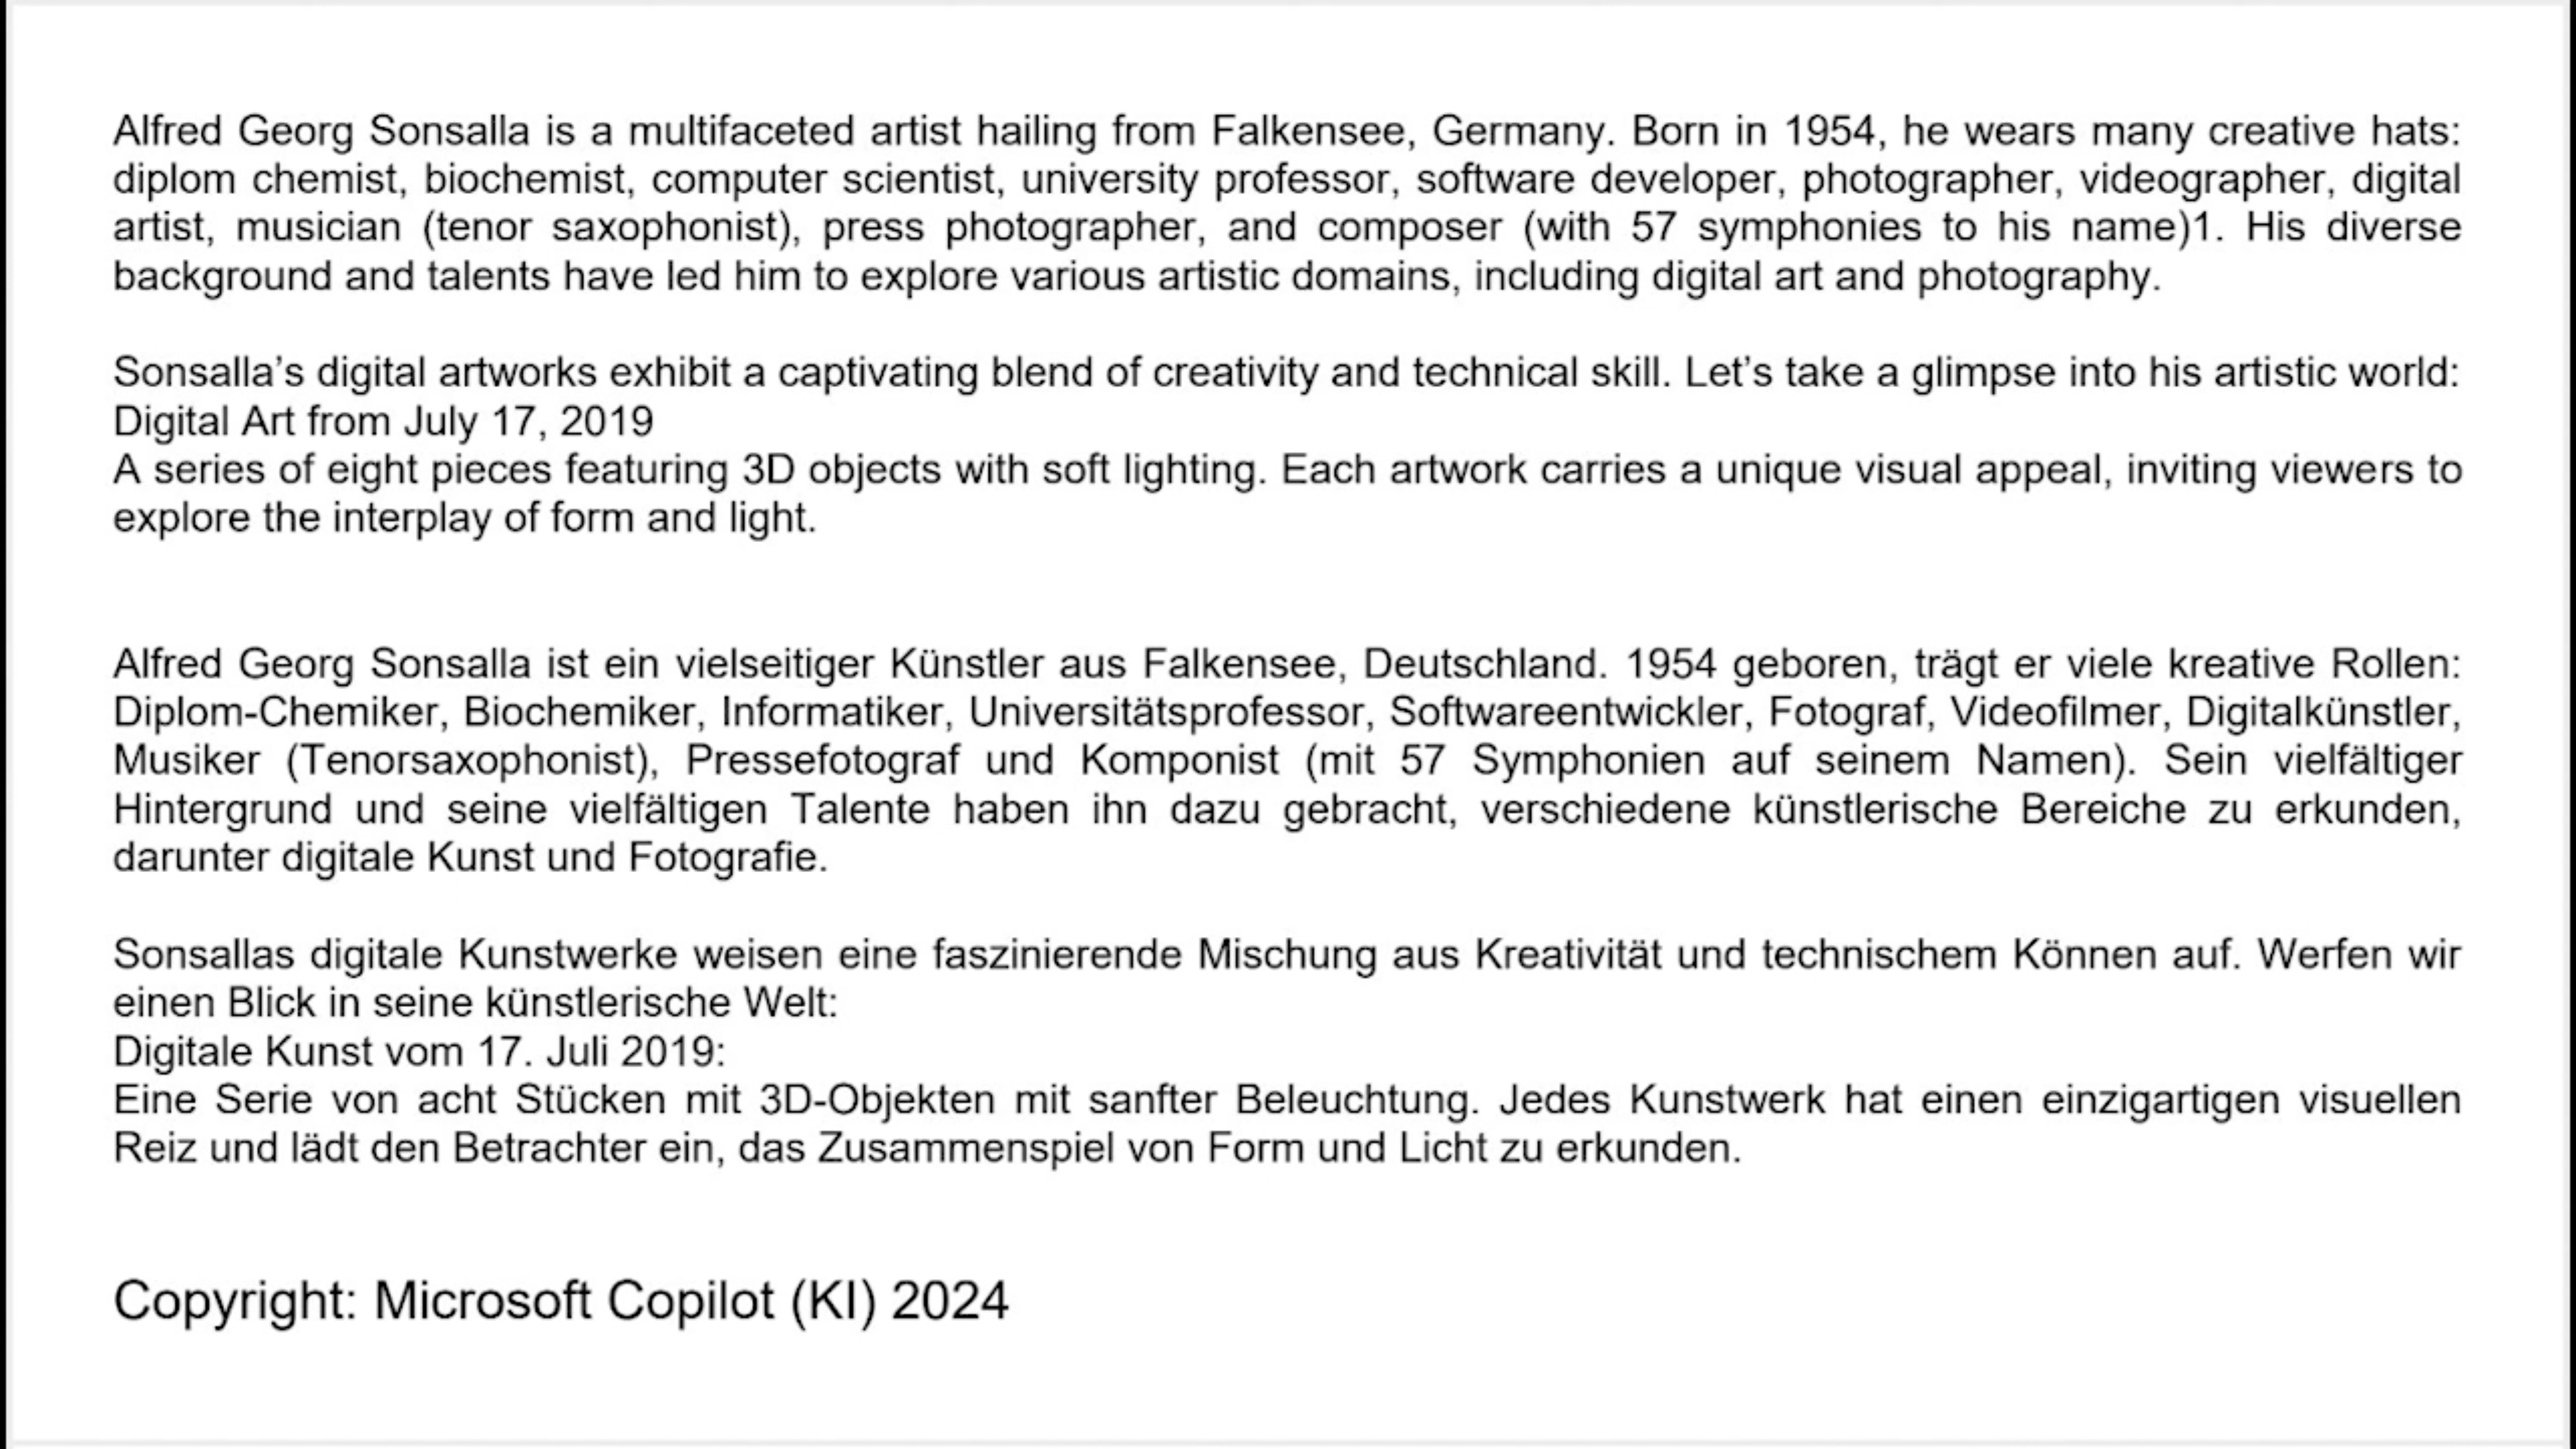 Alfred Georg Sonsalla is a multifaceted artist hailing from Falkensee, Germany. Born in 1954, he wears many creative hats:
diplom chemist, biochemist, computer scientist, university professor, software developer, photographer, videographer, digital
artist, musician (tenor saxophonist), press photographer, and composer (with 57 symphonies to his name)1. His diverse
background and talents have led him to explore various artistic domains, including digital art and photography.
Sonsalla’s digital artworks exhibit a captivating blend of creativity and technical skill. Let’s take a glimpse into his artistic world:
Digital Art from July 17, 2019
A series of eight pieces featuring 3D objects with soft lighting. Each artwork carries a unique visual appeal, inviting viewers to
explore the interplay of form and light.
Alfred Georg Sonsalla ist ein vielseitiger Künstler aus Falkensee, Deutschland. 1954 geboren, trägt er viele kreative Rollen:
Diplom-Chemiker, Biochemiker, Informatiker, Universitätsprofessor, Softwareentwickler, Fotograf, Videofilmer, Digitalkünstler,
Musiker (Tenorsaxophonist), Pressefotograf und Komponist (mit 57 Symphonien auf seinem Namen). Sein vielfältiger
Hintergrund und seine vielfältigen Talente haben ihn dazu gebracht, verschiedene künstlerische Bereiche zu erkunden,
darunter digitale Kunst und Fotografie.
Sonsallas digitale Kunstwerke weisen eine faszinierende Mischung aus Kreativität und technischem Können auf. Werfen wir
einen Blick in seine künstlerische Welt:
Digitale Kunst vom 17. Juli 2019:
Eine Serie von acht Stücken mit 3D-Objekten mit sanfter Beleuchtung. Jedes Kunstwerk hat einen einzigartigen visuellen
Reiz und lädt den Betrachter ein, das Zusammenspiel von Form und Licht zu erkunden.
Copyright: Microsoft Copilot (KI) 2024